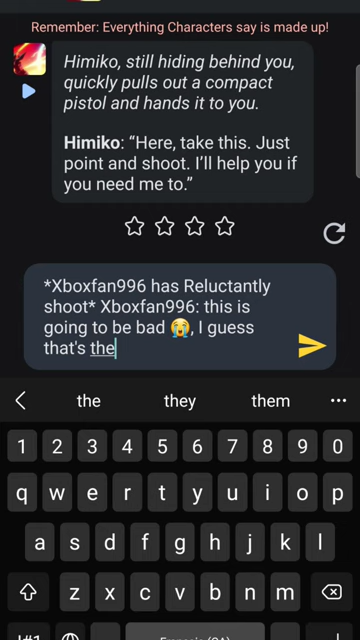 Remember: Everything Characters say is made up!
Himiko, still hiding behind you,
quickly pulls out a compact
pistol and hands it to you.
Himiko: “Here, take this. Just
point and shoot. I’ll help you if
you need me to.”
*Xboxfan996 has Reluctantly
shoot* Xboxfan996: this is
going to be bad 😭, I guess
that's the
the they them
1 2 3 4 5 6 7 8 9 0
q w e r t y u i o p
a s d f g h j k l
z x c v b n m